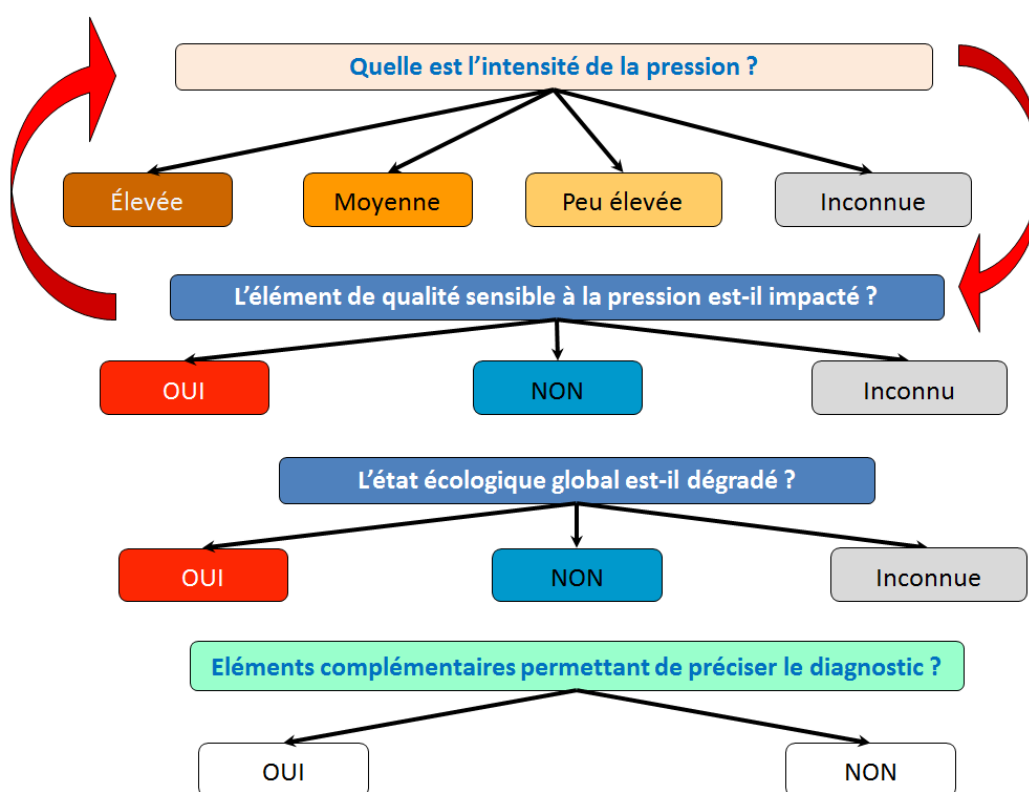 Quelle est l’intensité de la pression ?
Élevée
Moyenne
Peu élevée
Inconnue
L’élément de qualité sensible à la pression est-il impacté ?
OUI
NON
Inconnu
L’état écologique global est-il dégradé ?
OUI
NON
Inconnue
Eléments complémentaires permettant de préciser le diagnostic ?
OUI
NON